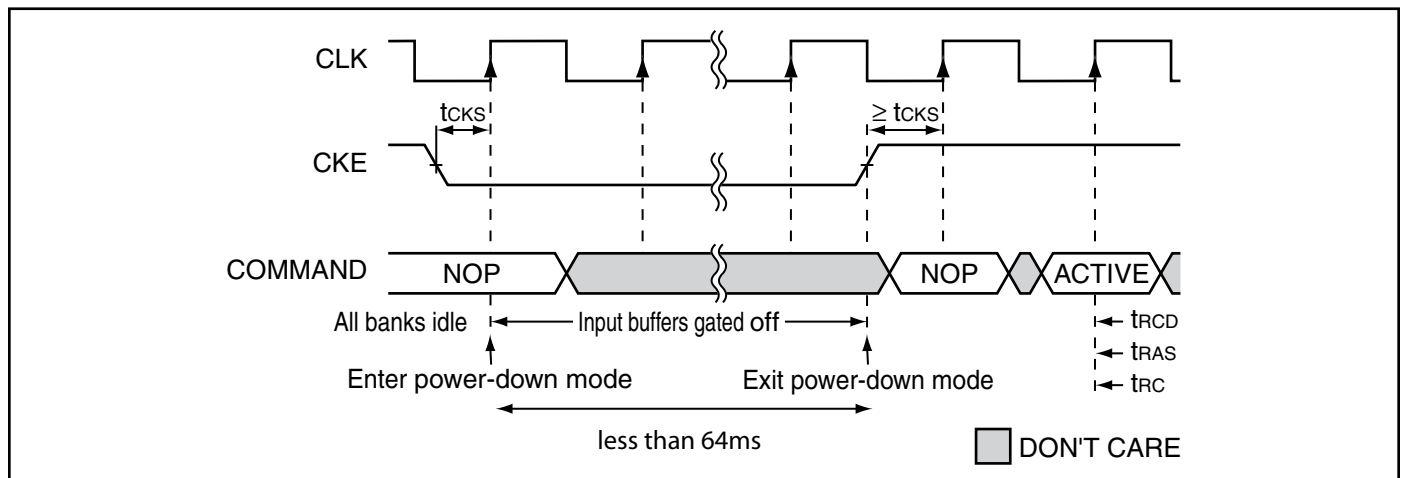 CLK
tCKS
≥ tCKS
CKE
COMMAND
NOP
NOP
ACTIVE
All banks idle
Input buffers gated off
tRCD
tRAS
Enter power-down mode
Exit power-down mode
tRC
less than 64ms
DON'T CARE